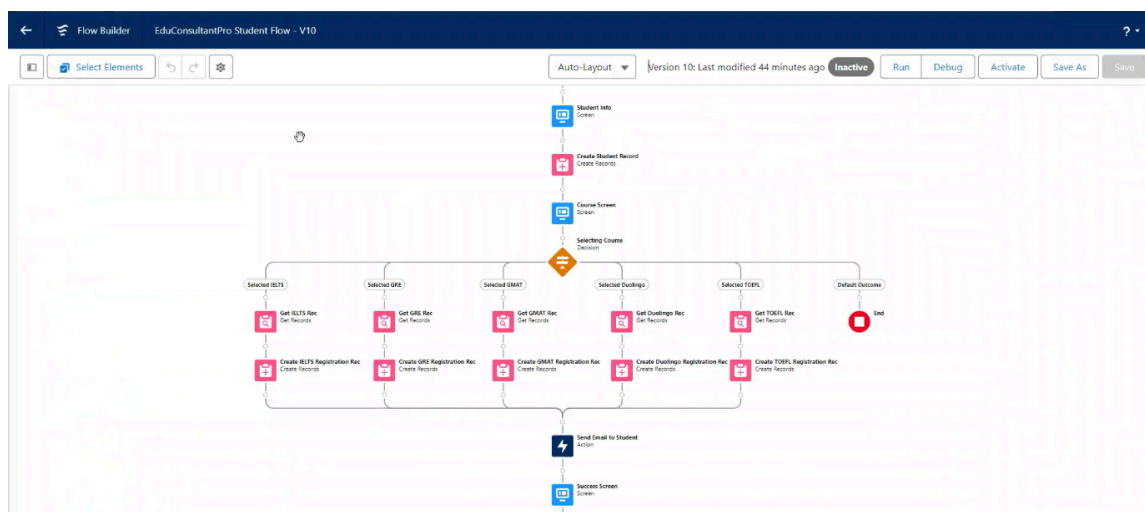 Flow Builder EduConsultantPro Student Flow - V10 ?
Select Elements Auto-Layout Version 10: Last modified 44 minutes ago Inactive Run Debug Activate Save As Save
Student Info
Screen
Create Student Record
Create Records
Course Screen
Screen
Selecting Course
Decision
Selected IELTS Selected GRE Selected GMAT Selected Duolingo Selected TOEFL Default Outcome
Get IELTS Rec Get GRE Rec Get GMAT Rec Get Duolingo Rec Get TOEFL Rec End
Get Records Get Records Get Records Get Records Get Records
Create IELTS Registration Rec Create GRE Registration Rec Create GMAT Registration Rec Create Duolingo Registration Rec Create TOEFL Registration Rec
Create Records Create Records Create Records Create Records Create Records
Send Email to Student
Action
Success Screen
Screen